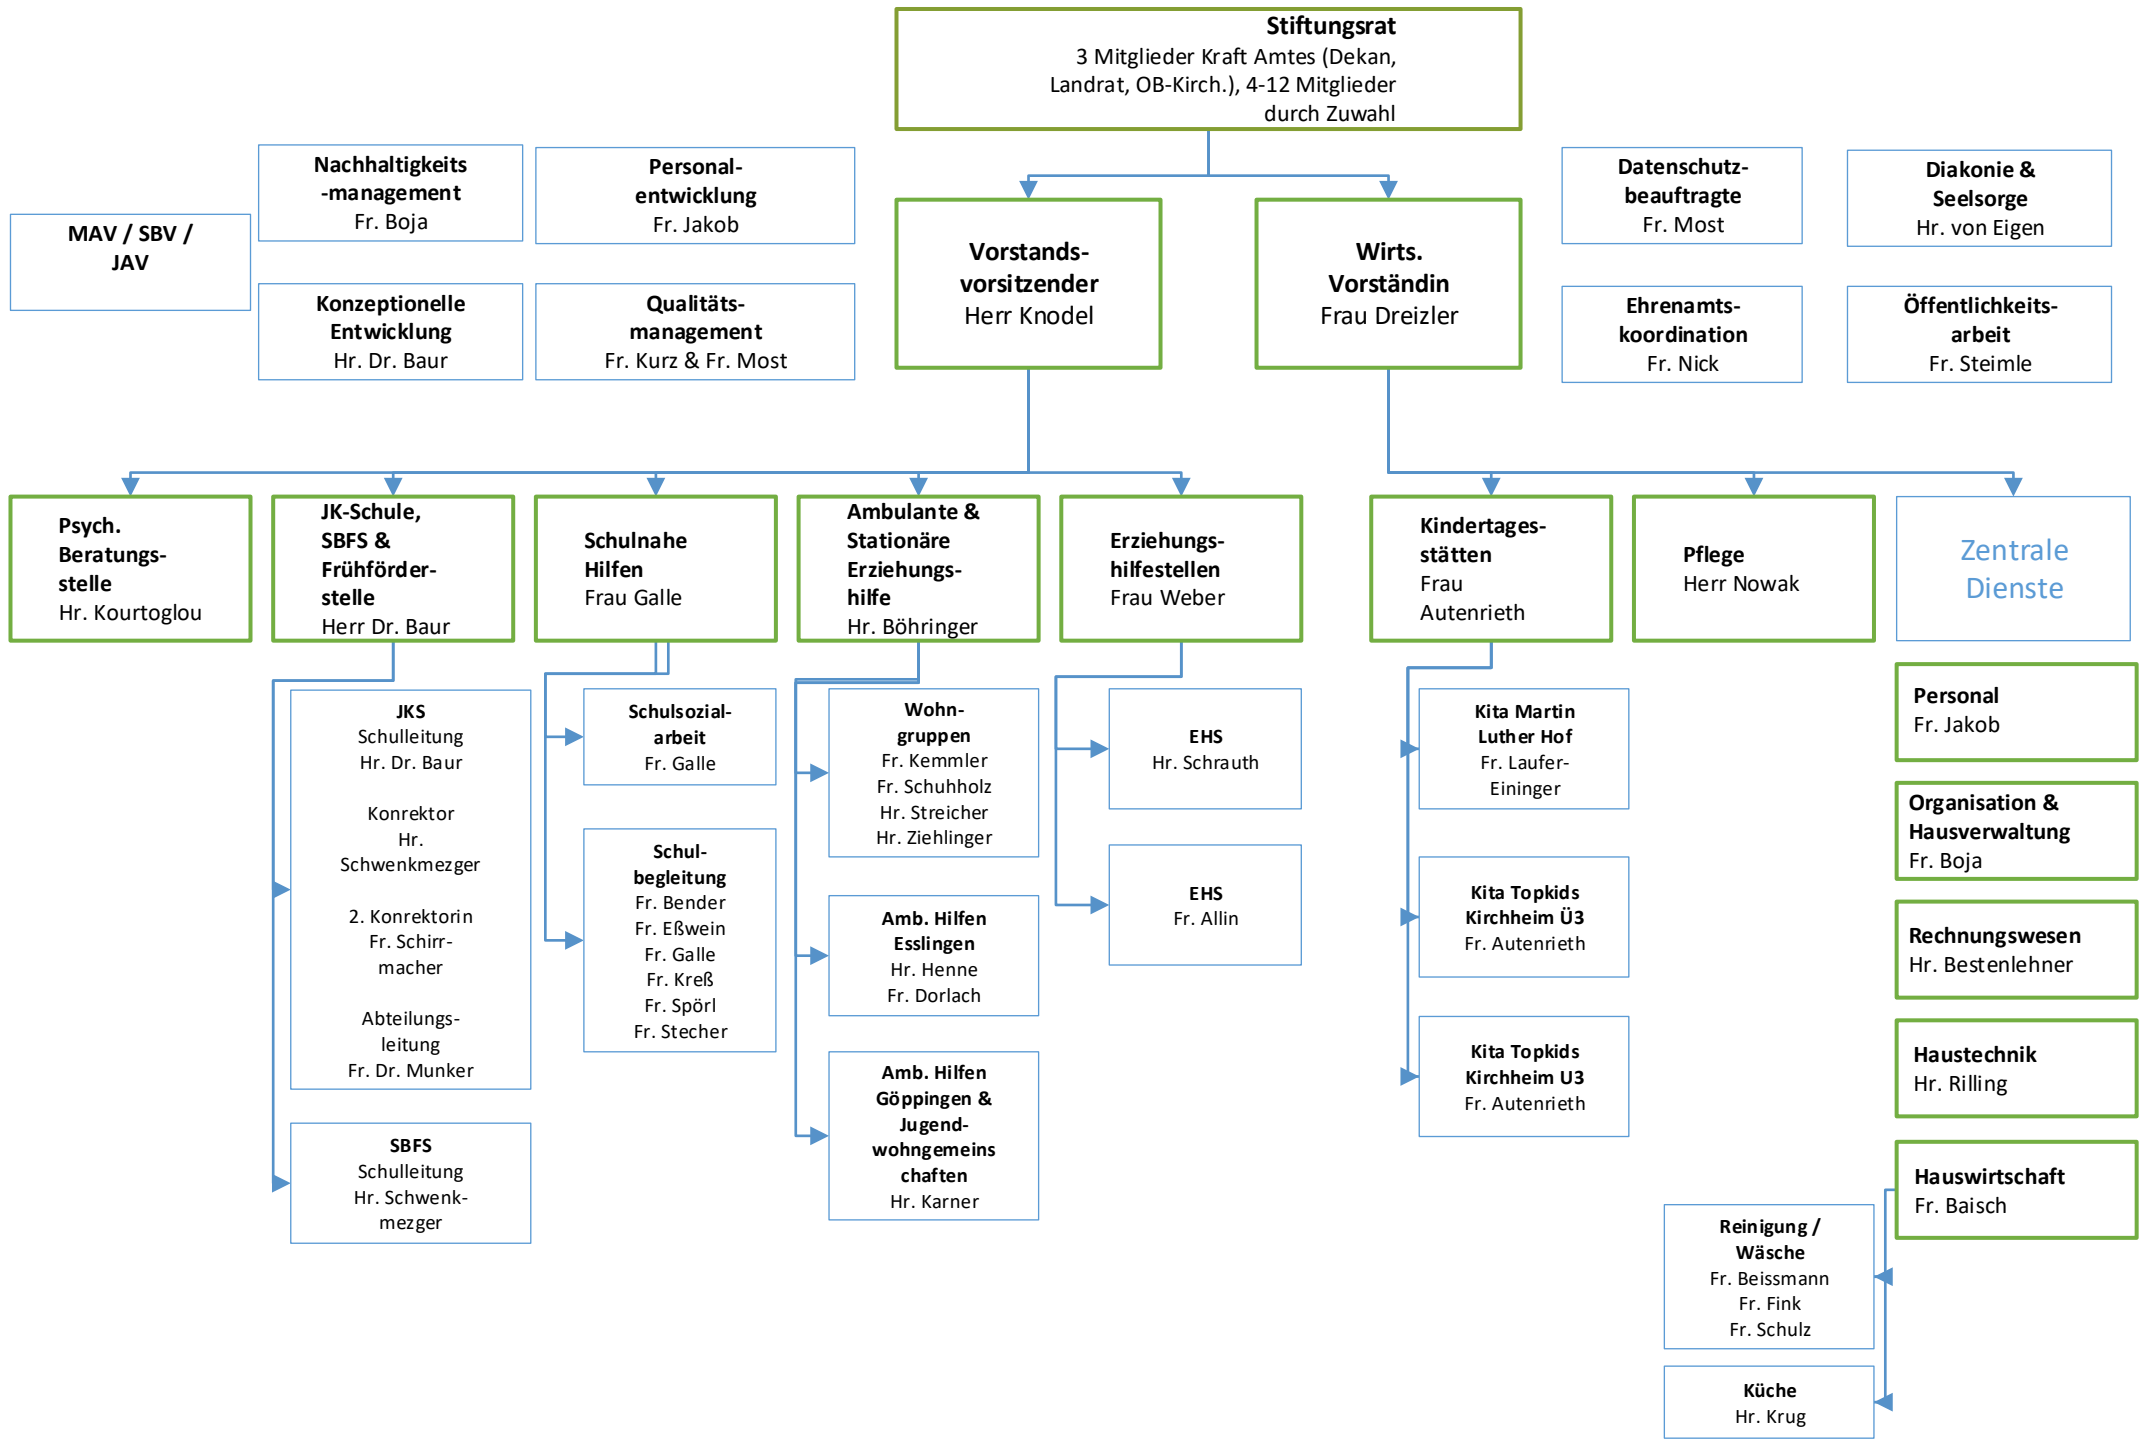 Stiftungsrat
3 Mitglieder Kraft Amtes (Dekan,
Landrat, OB-Kirch.), 4-12 Mitglieder
durch Zuwahl
MAV / SBV /
JAV
Nachhaltigkeits
-management
Fr. Boja
Personal-
entwicklung
Fr. Jakob
Konzeptionelle
Entwicklung
Hr. Dr. Baur
Qualitäts-
management
Fr. Kurz & Fr. Most
Vorstands-
vorsitzender
Herr Knodel
Wirts.
Vorständin
Frau Dreizler
Datenschutz-
beauftragte
Fr. Most
Diakonie &
Seelsorge
Hr. von Eigen
Ehrenamts-
koordination
Fr. Nick
Öffentlichkeits-
arbeit
Fr. Steimle
Psych.
Beratungs-
stelle
Hr. Kourtoglou
JK-Schule,
SBFS &
Frühförder-
stelle
Herr Dr. Baur
Schulnahe
Hilfen
Frau Galle
Ambulante &
Stationäre
Erziehungs-
hilfe
Hr. Böhringer
Erziehungs-
hilfestellen
Frau Weber
Kindertages-
stätten
Frau
Autenrieth
Pflege
Herr Nowak
Zentrale
Dienste
JKS
Schulleitung
Hr. Dr. Baur
Konrektor
Hr.
Schwenkmezger
2. Konrektorin
Fr. Schirr-
macher
Abteilungs-
leitung
Fr. Dr. Munker
SBFS
Schulleitung
Hr. Schwenk-
mezger
Schulsozial-
arbeit
Fr. Galle
Schul-
begleitung
Fr. Bender
Fr. Eßwein
Fr. Galle
Fr. Kreß
Fr. Spörl
Fr. Stecher
Wohn-
gruppen
Fr. Kemmler
Fr. Schuhholz
Hr. Streicher
Hr. Ziehlinger
Amb. Hilfen
Esslingen
Hr. Henne
Fr. Dorlach
Amb. Hilfen
Göppingen &
Jugend-
wohngemeins
chaften
Hr. Karner
EHS
Hr. Schrauth
EHS
Fr. Allin
Kita Martin
Luther Hof
Fr. Laufer-
Eininger
Kita Topkids
Kirchheim Ü3
Fr. Autenrieth
Kita Topkids
Kirchheim U3
Fr. Autenrieth
Personal
Fr. Jakob
Organisation &
Hausverwaltung
Fr. Boja
Rechnungswesen
Hr. Bestenlehner
Haustechnik
Hr. Rilling
Hauswirtschaft
Fr. Baisch
Reinigung /
Wäsche
Fr. Beissmann
Fr. Fink
Fr. Schulz
Küche
Hr. Krug